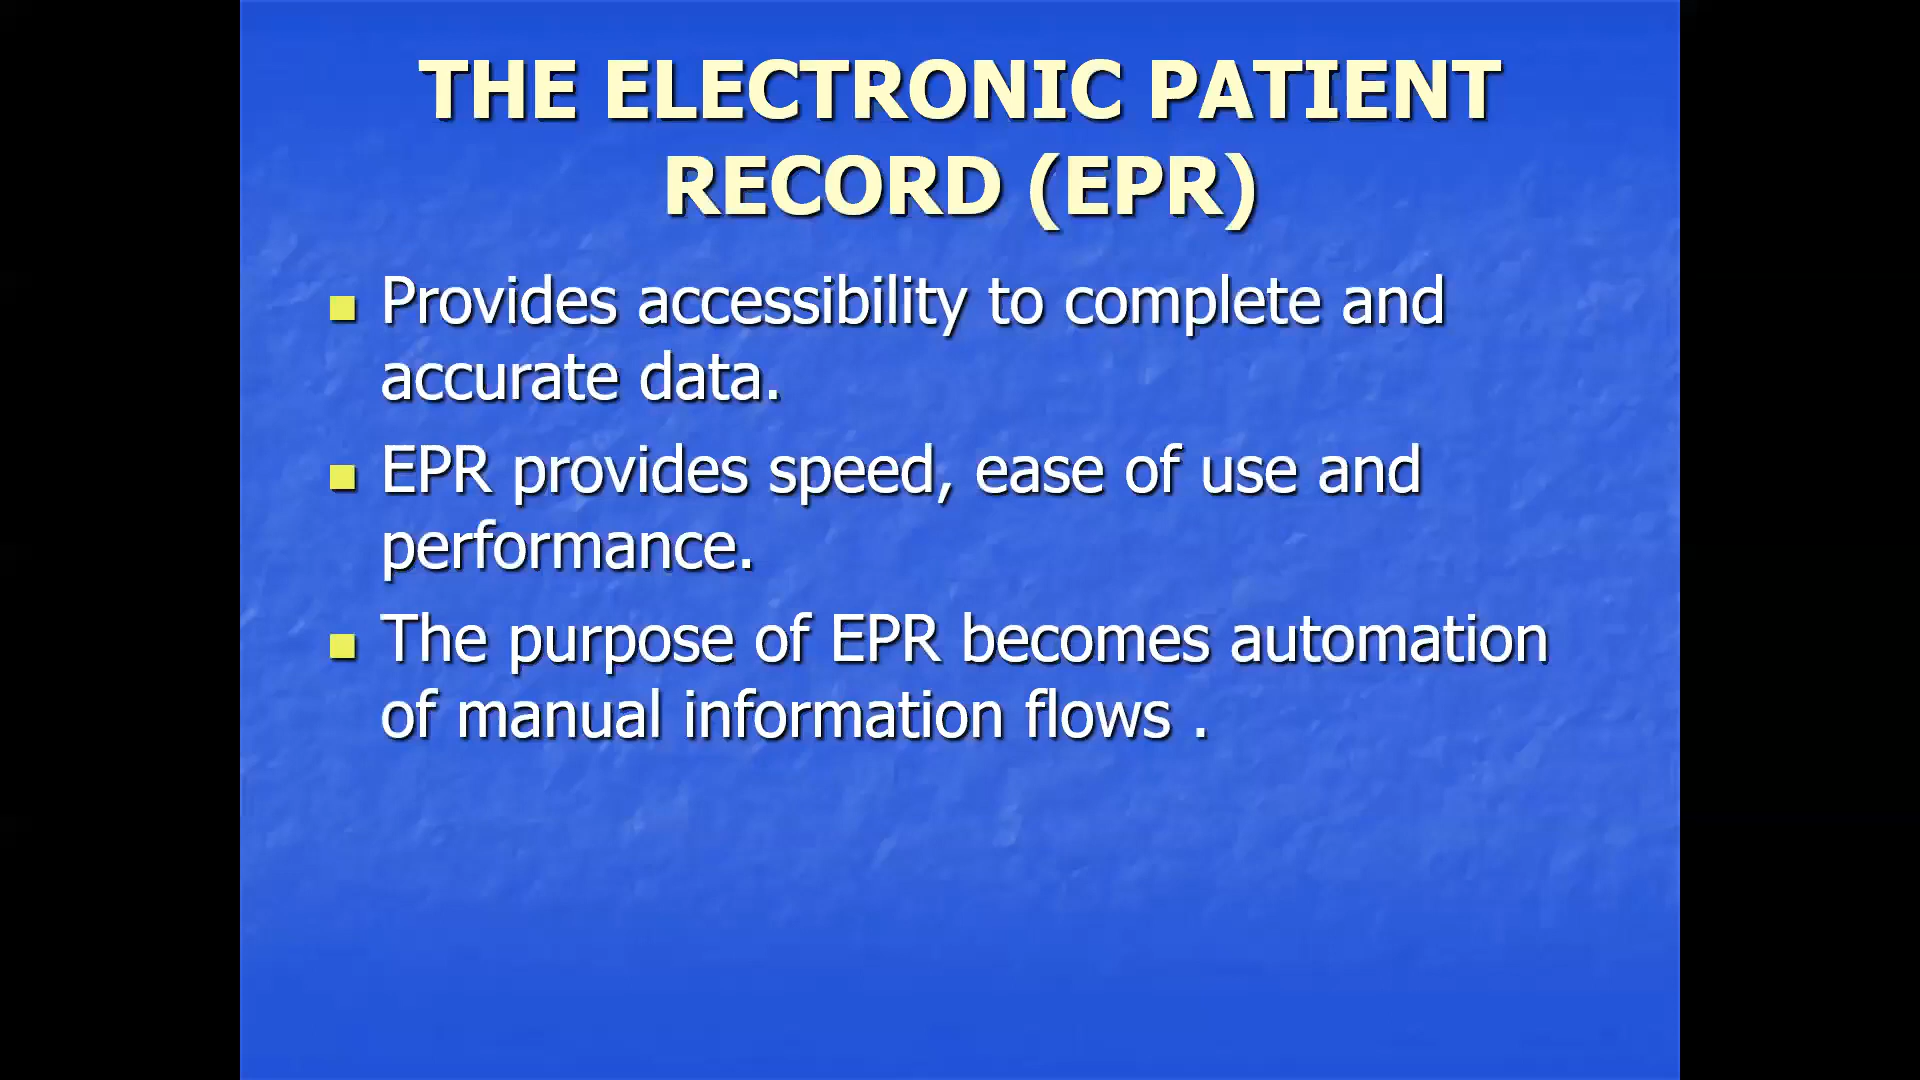 THE ELECTRONIC PATIENT
RECORD (EPR)
Provides accessibility to complete and
accurate data.
EPR provides speed, ease of use and
performance.
The purpose of EPR becomes automation
of manual information flows .